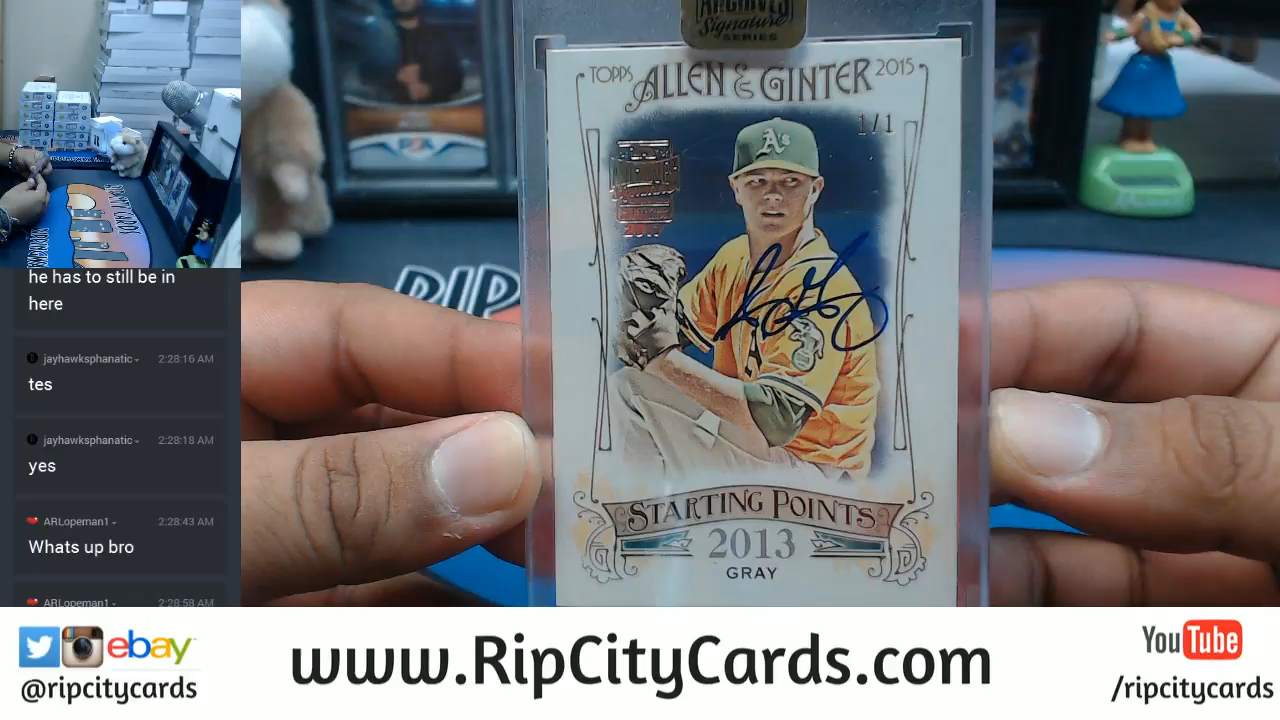 he has to still be in
here
jayhawksphanatic
2:28:16 AM
tes
jayhawksphanatic
2:28:18 AM
yes
ARLopeman1
2:28:43 AM
Whats up bro
ARLopeman1
2:28:58 AM
ARCHIVES
Signature
SERIES
TOPPS ALLEN & GINTER 2015
1/1
A's
A
STARTING POINTS
2013
GRAY
RIP
ebay
@ripcitycards
www.RipCityCards.com
YouTube
/ripcitycards